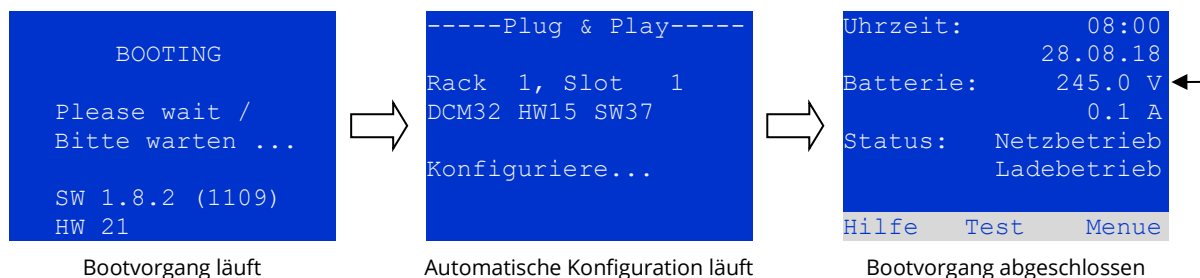 BOOTING
Please wait /
Bitte warten ...
SW 1.8.2 (1109)
HW 21
Bootvorgang läuft
-----Plug & Play-----
Rack 1, Slot 1
DCM32 HW15 SW37
Konfiguriere...
Automatische Konfiguration läuft
Uhrzeit: 08:00
28.08.18
Batterie: 245.0 V
0.1 A
Status: Netzbetrieb
Ladebetrieb
Hilfe Test Menue
Bootvorgang abgeschlossen